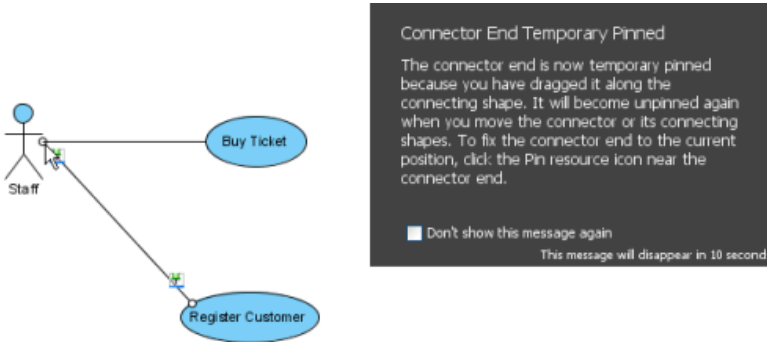 Connector End Temporary Pinned
The connector end is now temporary pinned
because you have dragged it along the
connecting shape. It will become unpinned again
when you move the connector or its connecting
shapes. To fix the connector end to the current
position, click the Pin resource icon near the
connector end.
Don't show this message again
This message will disappear in 10 second
Buy Ticket
Staff
Register Customer